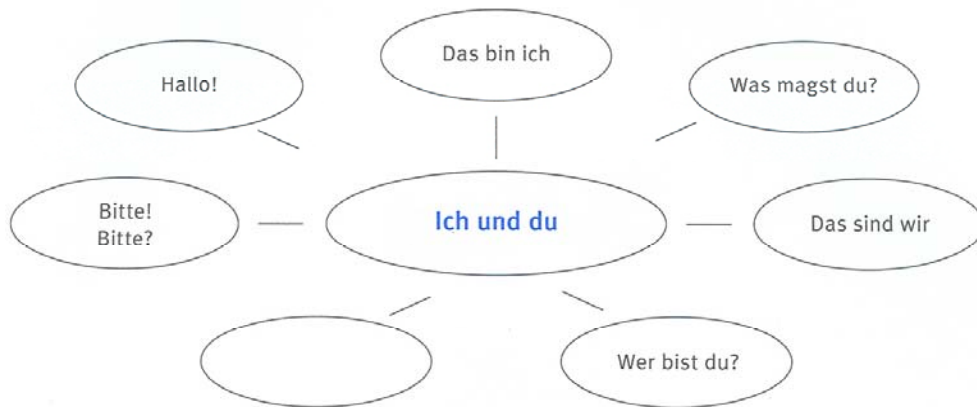 Das bin ich
Hallo!
Was magst du?
Bitte!
Bitte?
Ich und du
Das sind wir
Wer bist du?